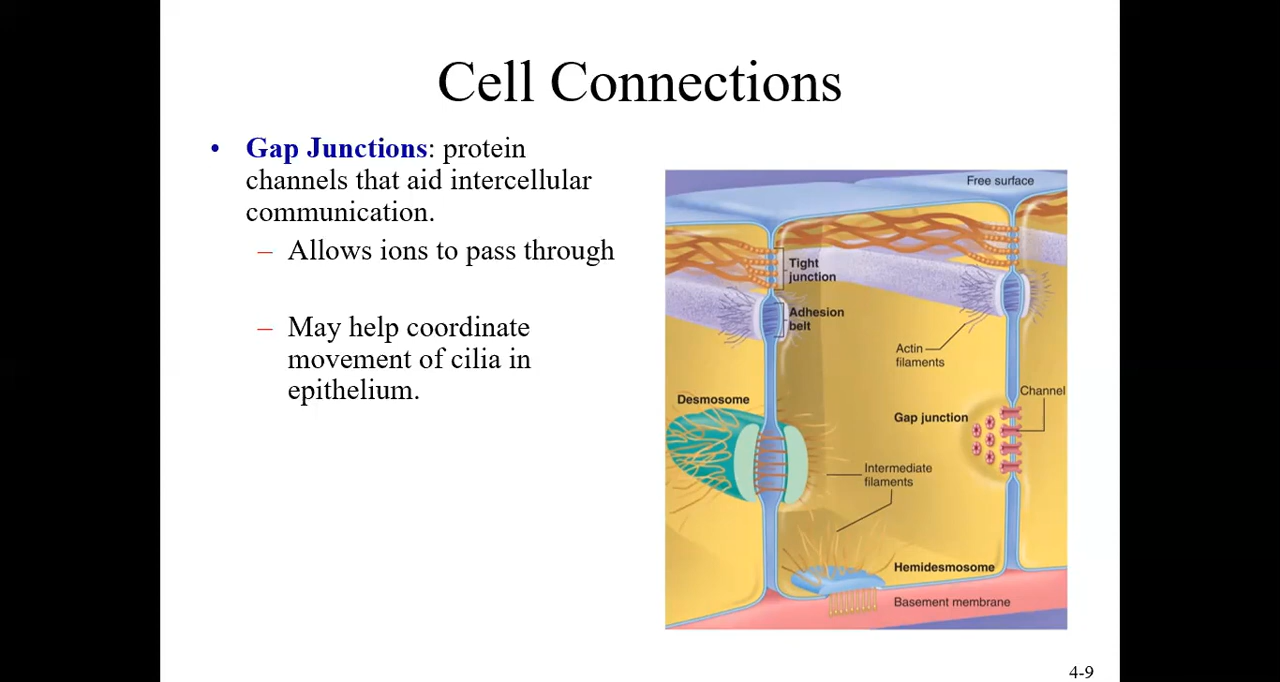 Cell Connections
• Gap Junctions: protein
channels that aid intercellular
communication.
– Allows ions to pass through
– May help coordinate
movement of cilia in
epithelium.
Free surface
Tight
junction
Adhesion
belt
Actin
filaments
Channel
Desmosome
Gap junction
Intermediate
filaments
Hemidesmosome
Basement membrane
4-9